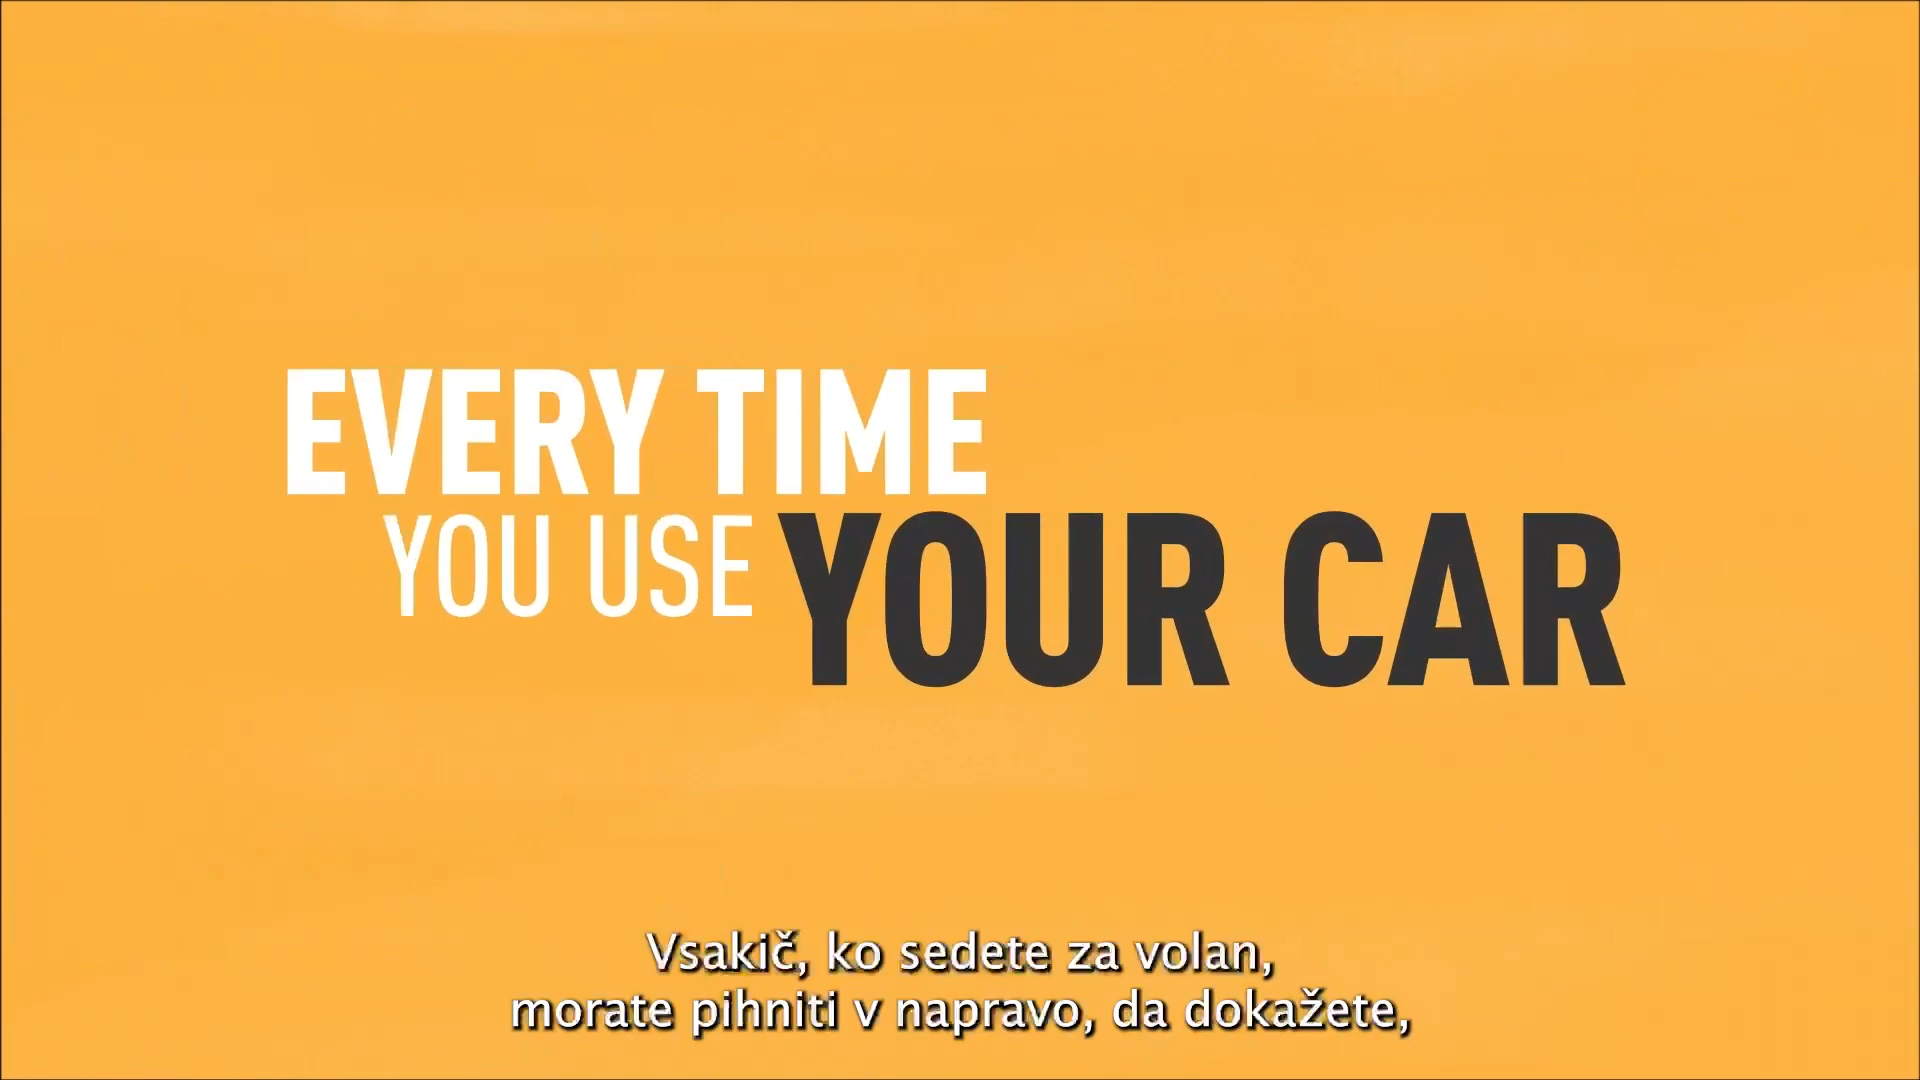 EVERY TIME
YOU USE YOUR CAR
Vsakič, ko sedete za volan,
morate pihniti v napravo, da dokažete,